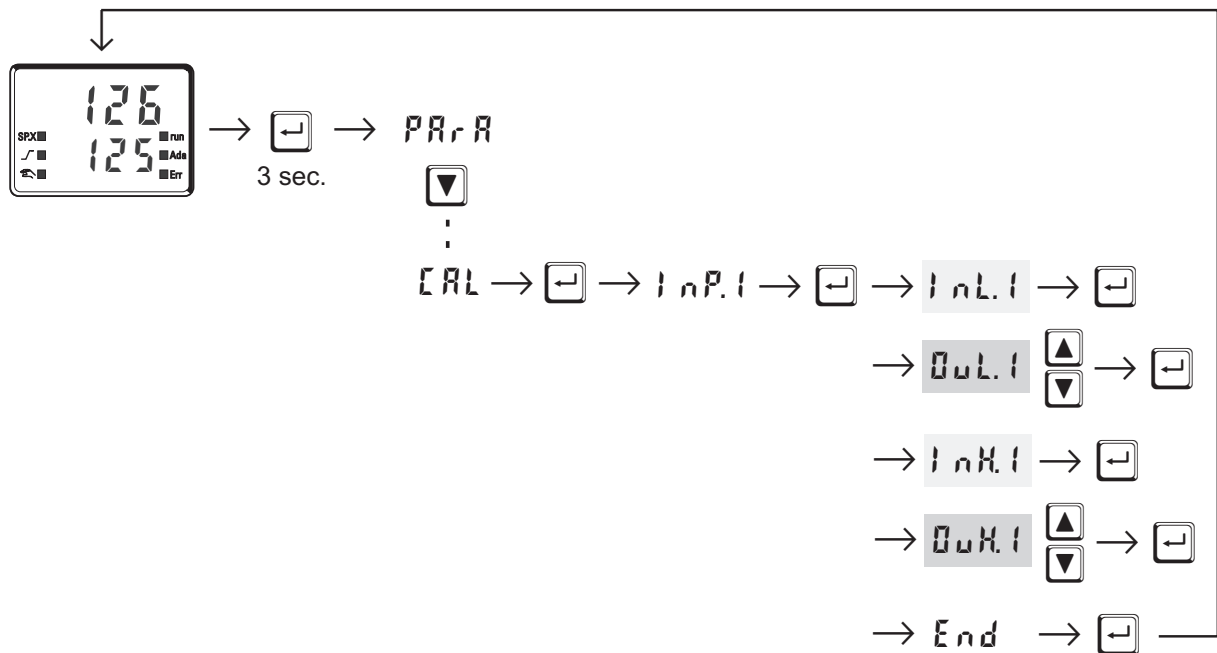 126
SP.X run
125 Ada
Err
PArA
3 sec.
CAL InP.1 InL.1
OuL.1
InH.1
OuH.1
End